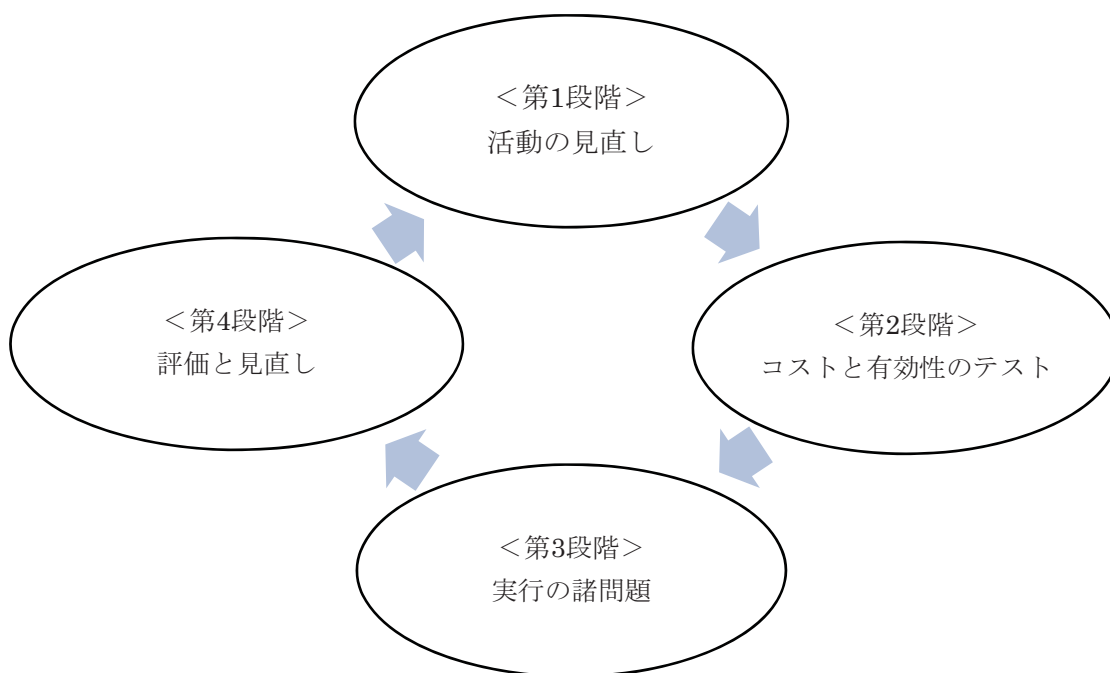 ＜第1段階＞
活動の見直し
＜第2段階＞
コストと有効性のテスト
＜第3段階＞
実行の諸問題
＜第4段階＞
評価と見直し